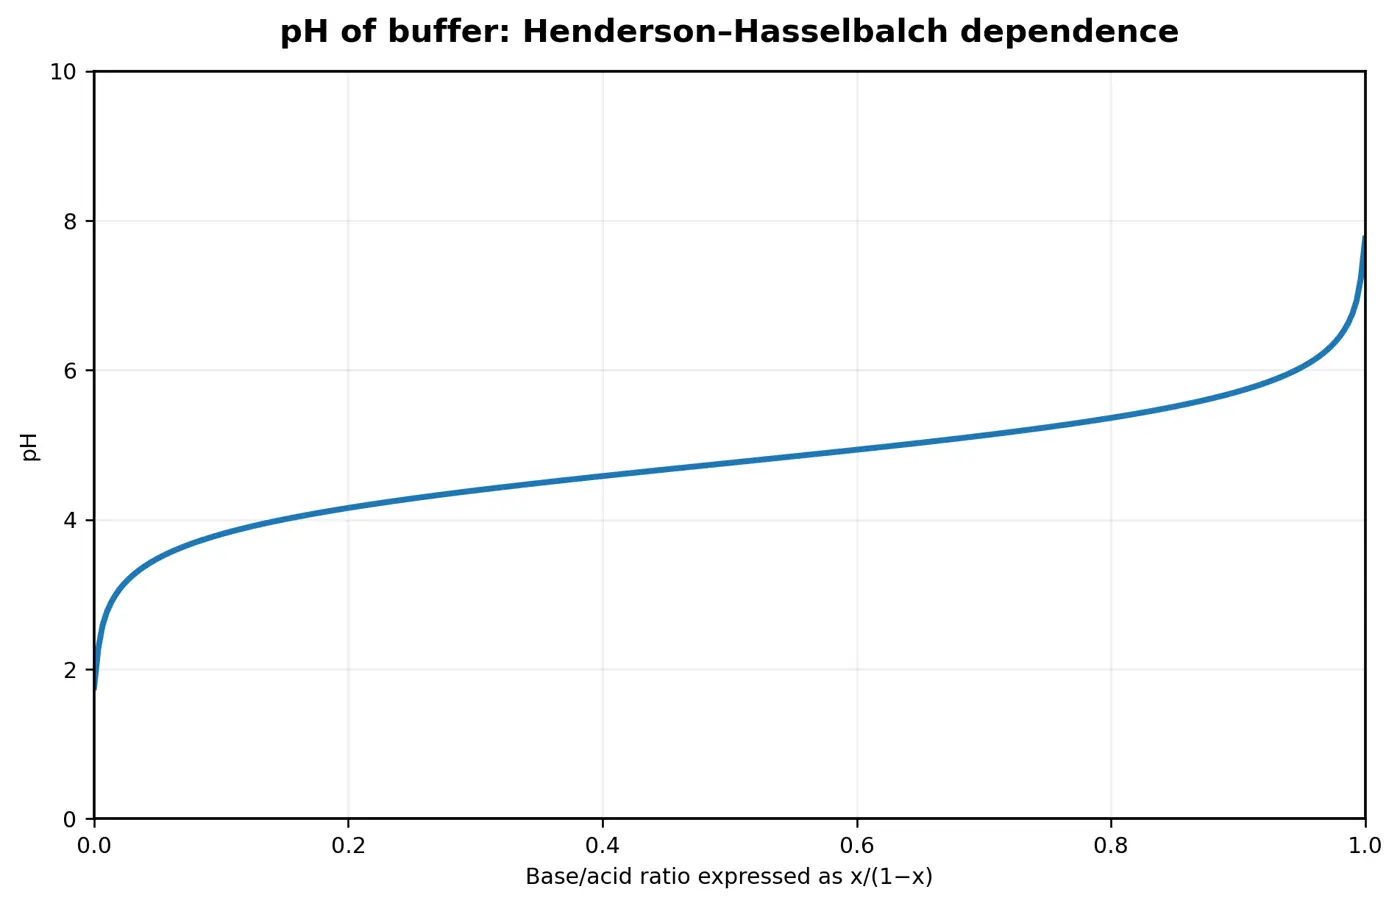 pH of buffer: Henderson–Hasselbalch dependence
10
8
6
4
2
0
pH
0.0 0.2 0.4 0.6 0.8 1.0
Base/acid ratio expressed as x/(1−x)